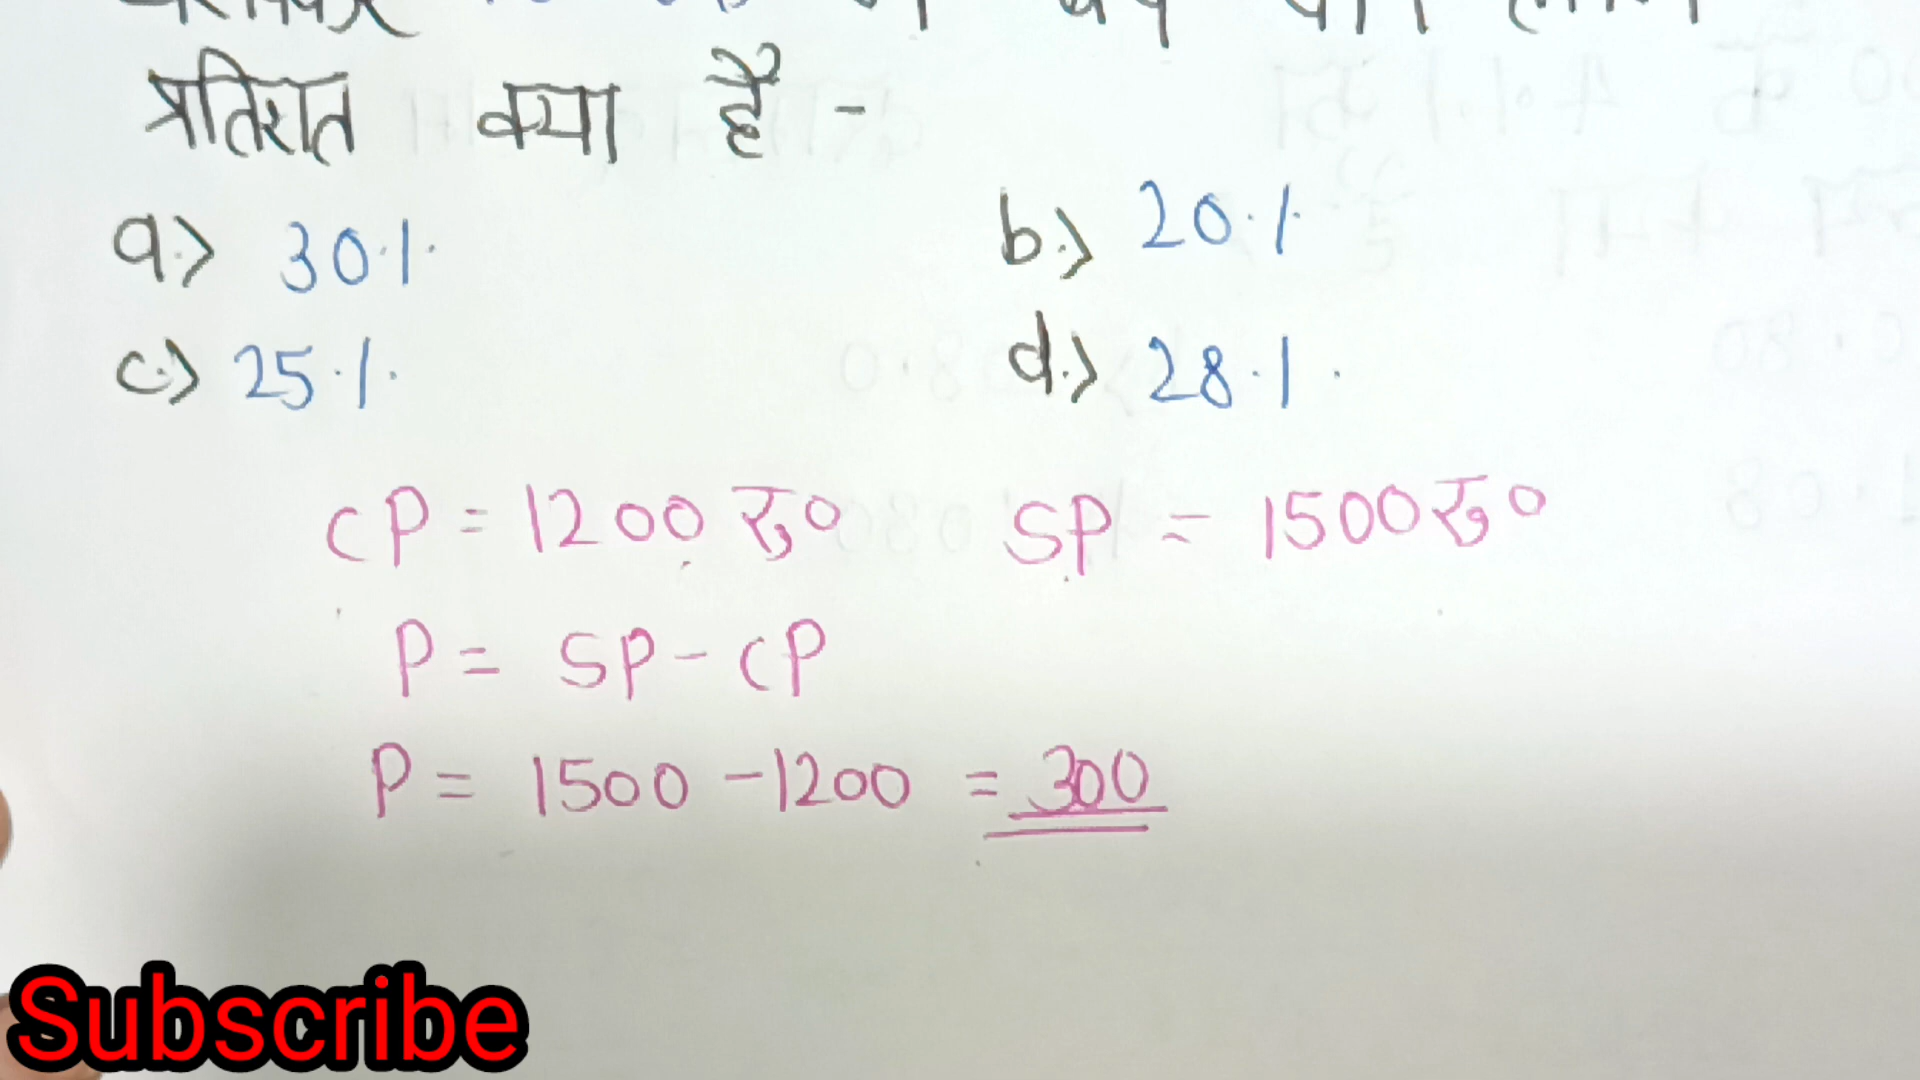 प्रतिशत क्या है -
a.) 30%. b.) 20%
c.) 25%. d.) 28%.
CP = 1200 रु० SP = 1500 रु०
P = SP - CP
P = 1500 - 1200 = 300
Subscribe